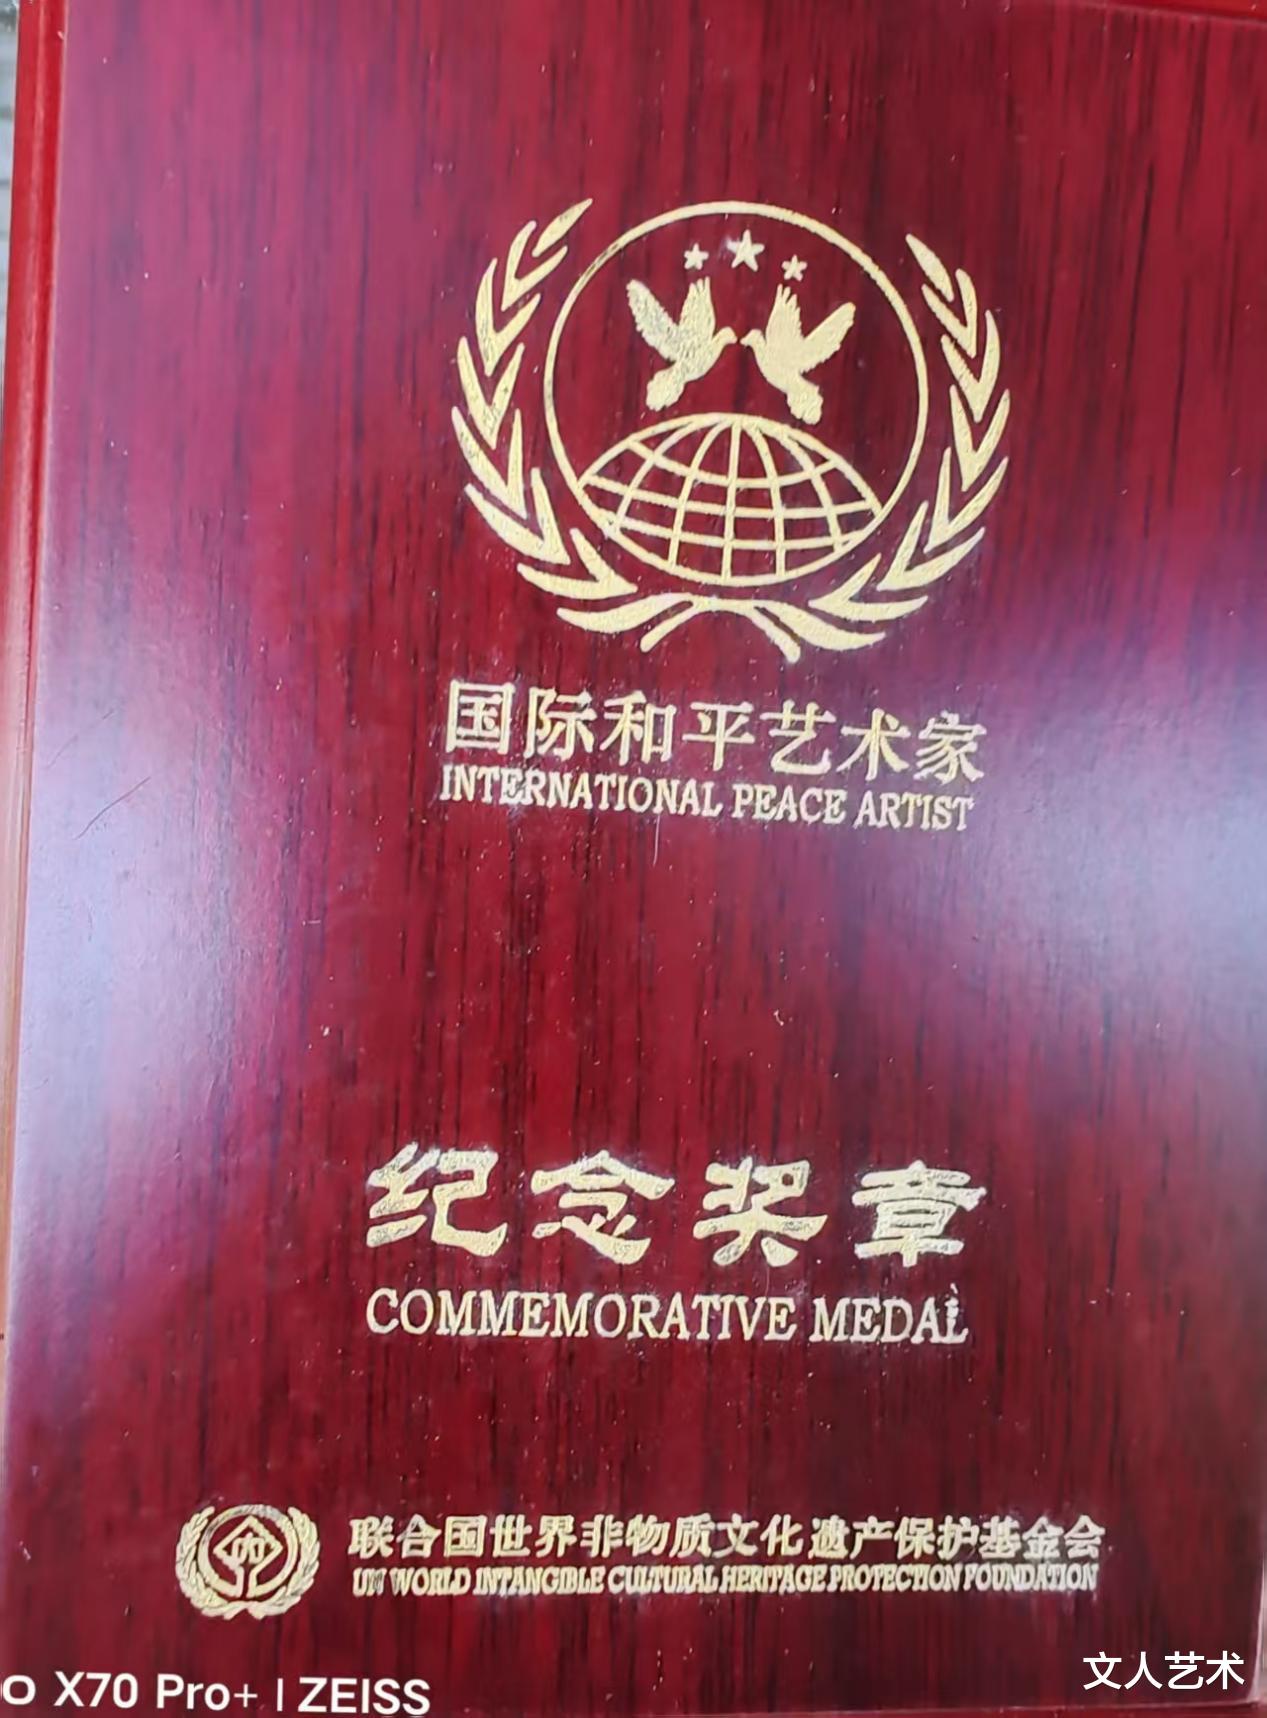 国际和平艺术家
INTERNATIONAL PEACE ARTIST
纪念奖章
COMMEMORATIVE MEDAL
联合国世界非物质文化遗产保护基金会
UN WORLD INTANGIBLE CULTURAL HERITAGE PROTECTION FOUNDATION
X70 Pro+ | ZEISS
文人艺术